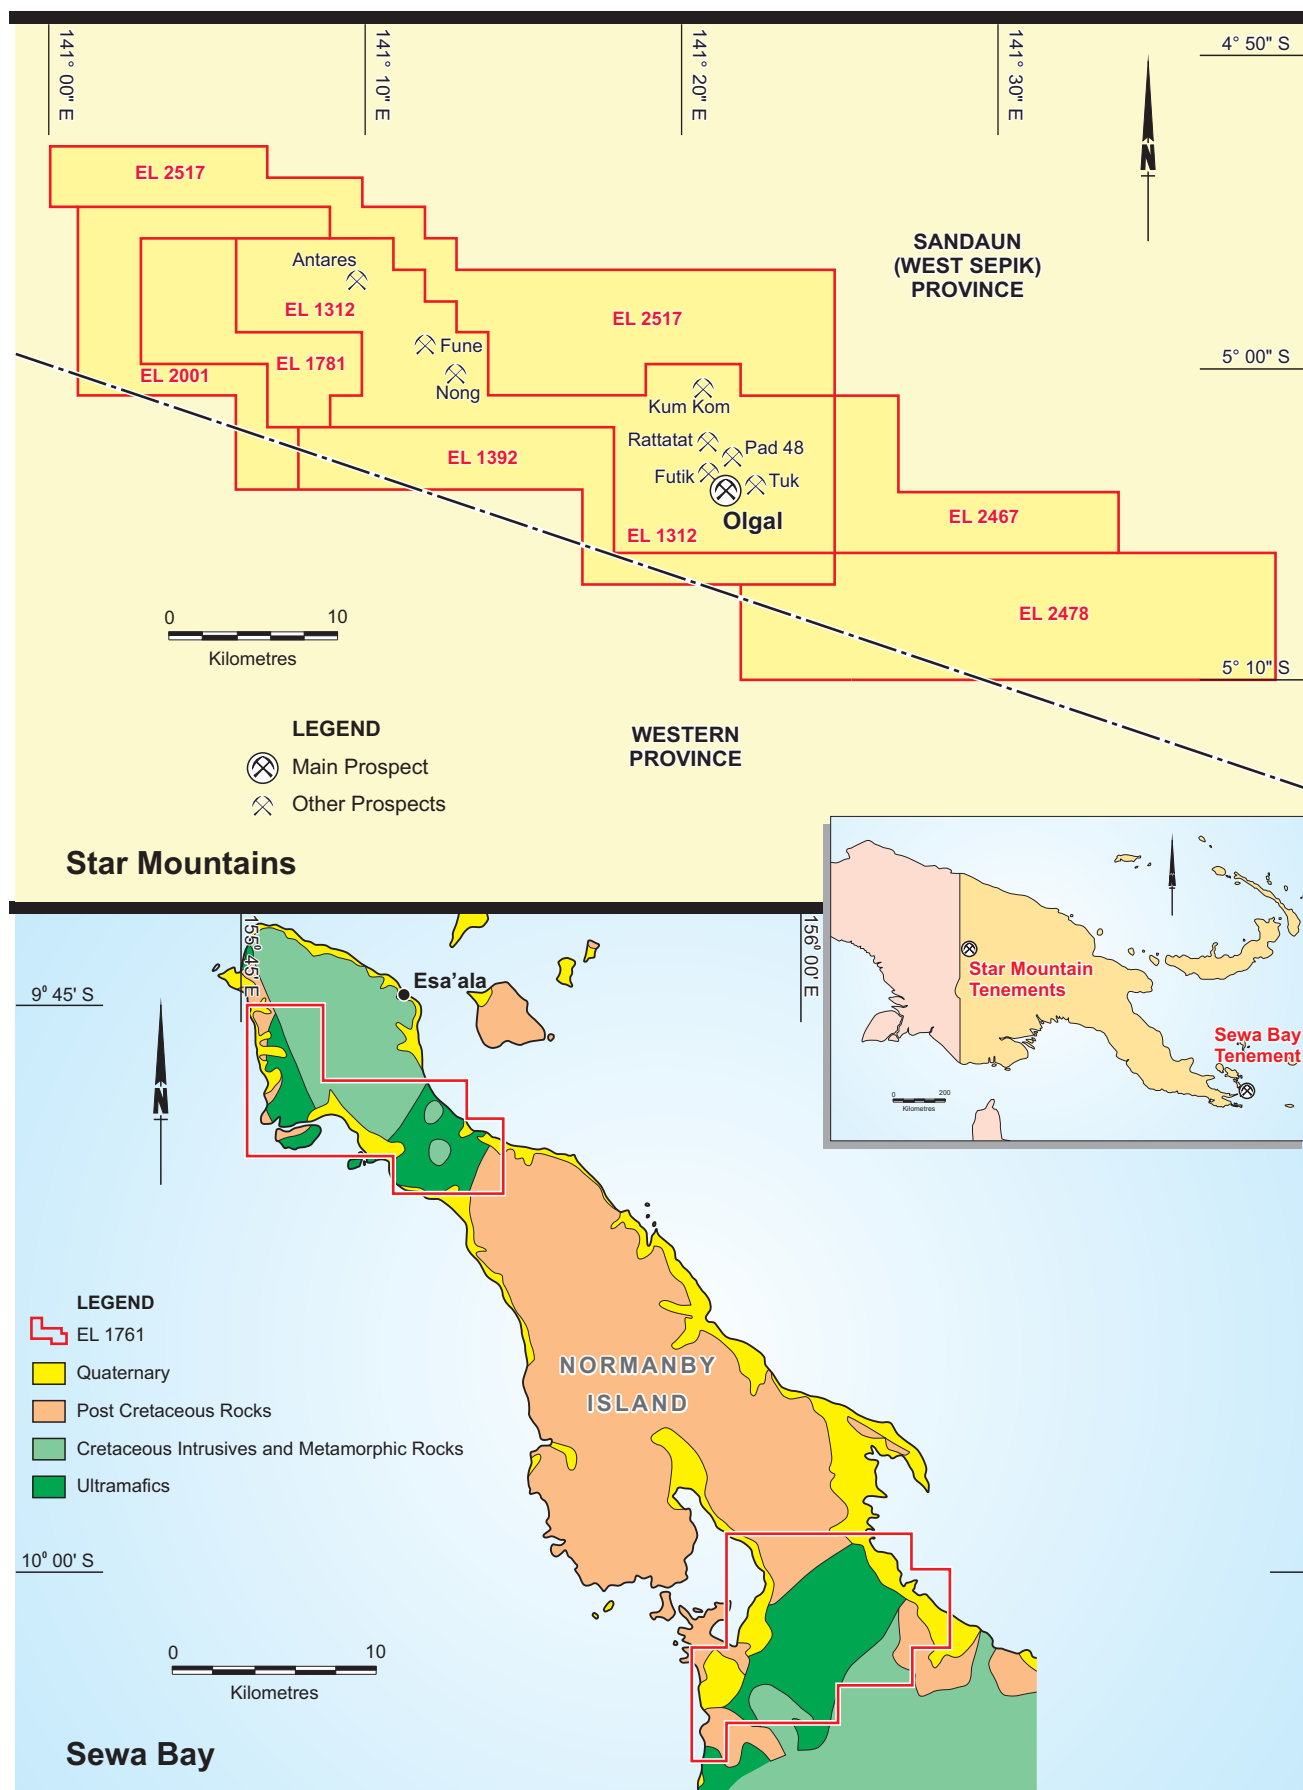 141° 00" E
141° 10" E
141° 20" E
141° 30" E
4° 50" S
N
EL 2517
SANDAUN
(WEST SEPIK)
PROVINCE
Antares
EL 1312
EL 2517
Fune
5° 00" S
EL 1781
EL 2001
Nong
Kum Kom
Rattatat
Pad 48
EL 1392
Futik
Tuk
Olgal
EL 2467
EL 1312
0 10
Kilometres
EL 2478
5° 10" S
LEGEND
Main Prospect
Other Prospects
WESTERN
PROVINCE
Star Mountains
Star Mountain
Tenements
Sewa Bay
Tenement
0 200
Kilometres
155° 45' E
156° 00' E
Esa'ala
9° 45' S
N
LEGEND
EL 1761
Quaternary
Post Cretaceous Rocks
Cretaceous Intrusives and Metamorphic Rocks
Ultramafics
NORMANBY
ISLAND
10° 00' S
0 10
Kilometres
Sewa Bay